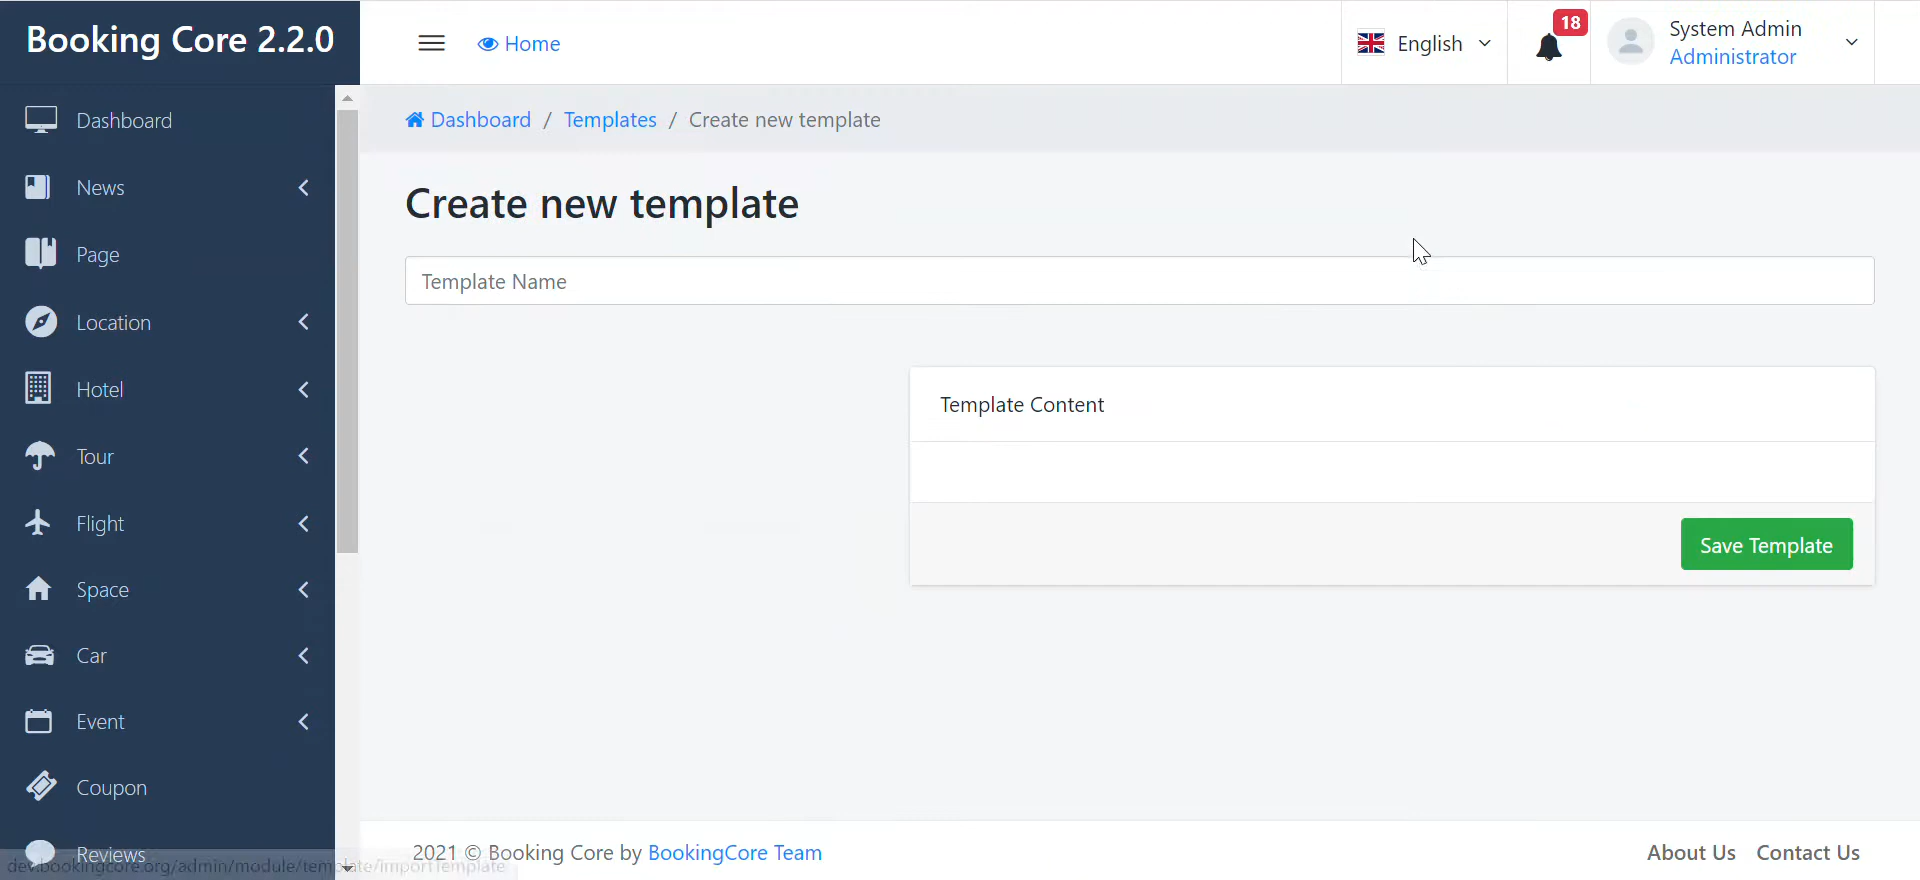 Booking Core 2.2.0
Home
English
18
System Admin
Administrator
Dashboard
News
Page
Location
Hotel
Tour
Flight
Space
Car
Event
Coupon
Reviews
dev.bookingcore.org/admin/module/template/importTemplate
Dashboard / Templates / Create new template
Create new template
Template Name
Template Content
Save Template
2021 © Booking Core by BookingCore Team
About Us Contact Us